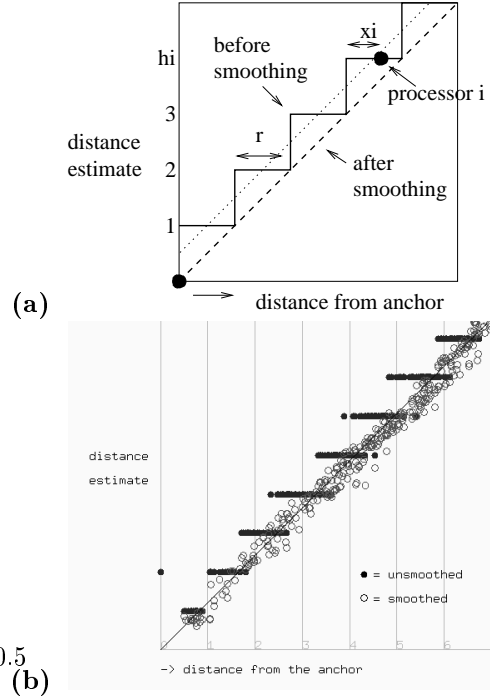 xi
hi
before
smoothing
processor i
3
r
distance
estimate
2
after
smoothing
1
(a)
distance from anchor
distance
estimate
= unsmoothed
= smoothed
0 1 2 3 4 5 6
-> distance from the anchor
0.5
(b)